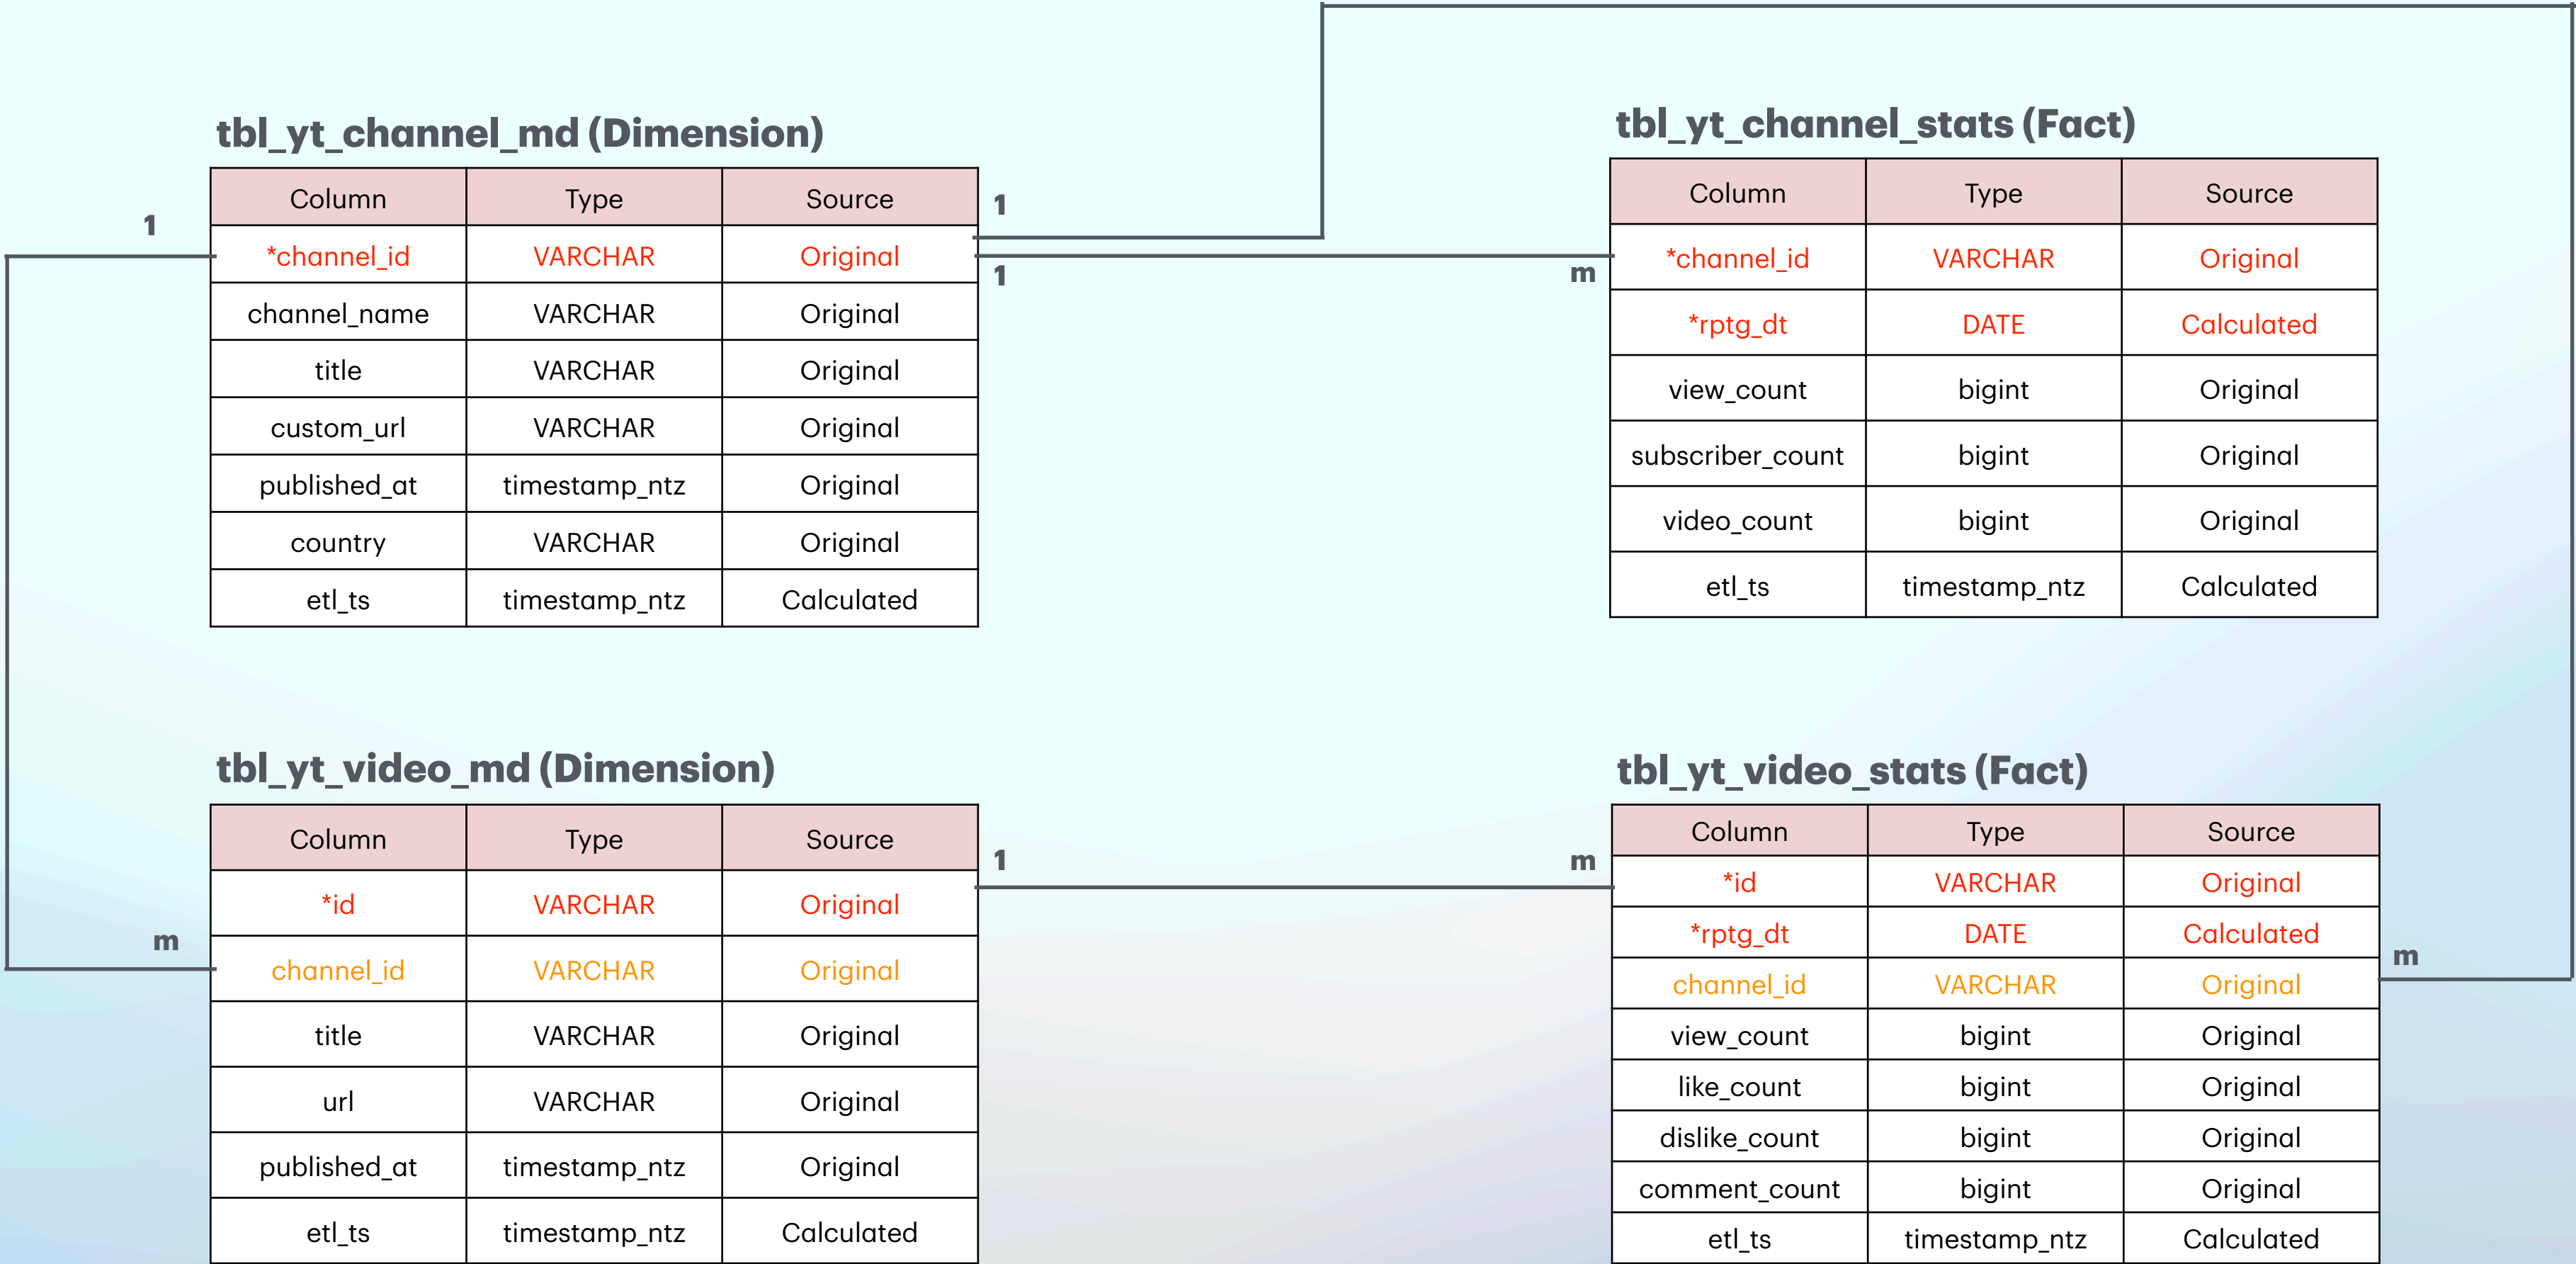 tbl_yt_channel_md (Dimension)
Column Type Source
*channel_id VARCHAR Original
channel_name VARCHAR Original
title VARCHAR Original
custom_url VARCHAR Original
published_at timestamp_ntz Original
country VARCHAR Original
etl_ts timestamp_ntz Calculated
1
1
1
m
tbl_yt_channel_stats (Fact)
Column Type Source
*channel_id VARCHAR Original
*rptg_dt DATE Calculated
view_count bigint Original
subscriber_count bigint Original
video_count bigint Original
etl_ts timestamp_ntz Calculated
tbl_yt_video_md (Dimension)
Column Type Source
*id VARCHAR Original
channel_id VARCHAR Original
title VARCHAR Original
url VARCHAR Original
published_at timestamp_ntz Original
etl_ts timestamp_ntz Calculated
m
1
m
tbl_yt_video_stats (Fact)
Column Type Source
*id VARCHAR Original
*rptg_dt DATE Calculated
channel_id VARCHAR Original
view_count bigint Original
like_count bigint Original
dislike_count bigint Original
comment_count bigint Original
etl_ts timestamp_ntz Calculated
m